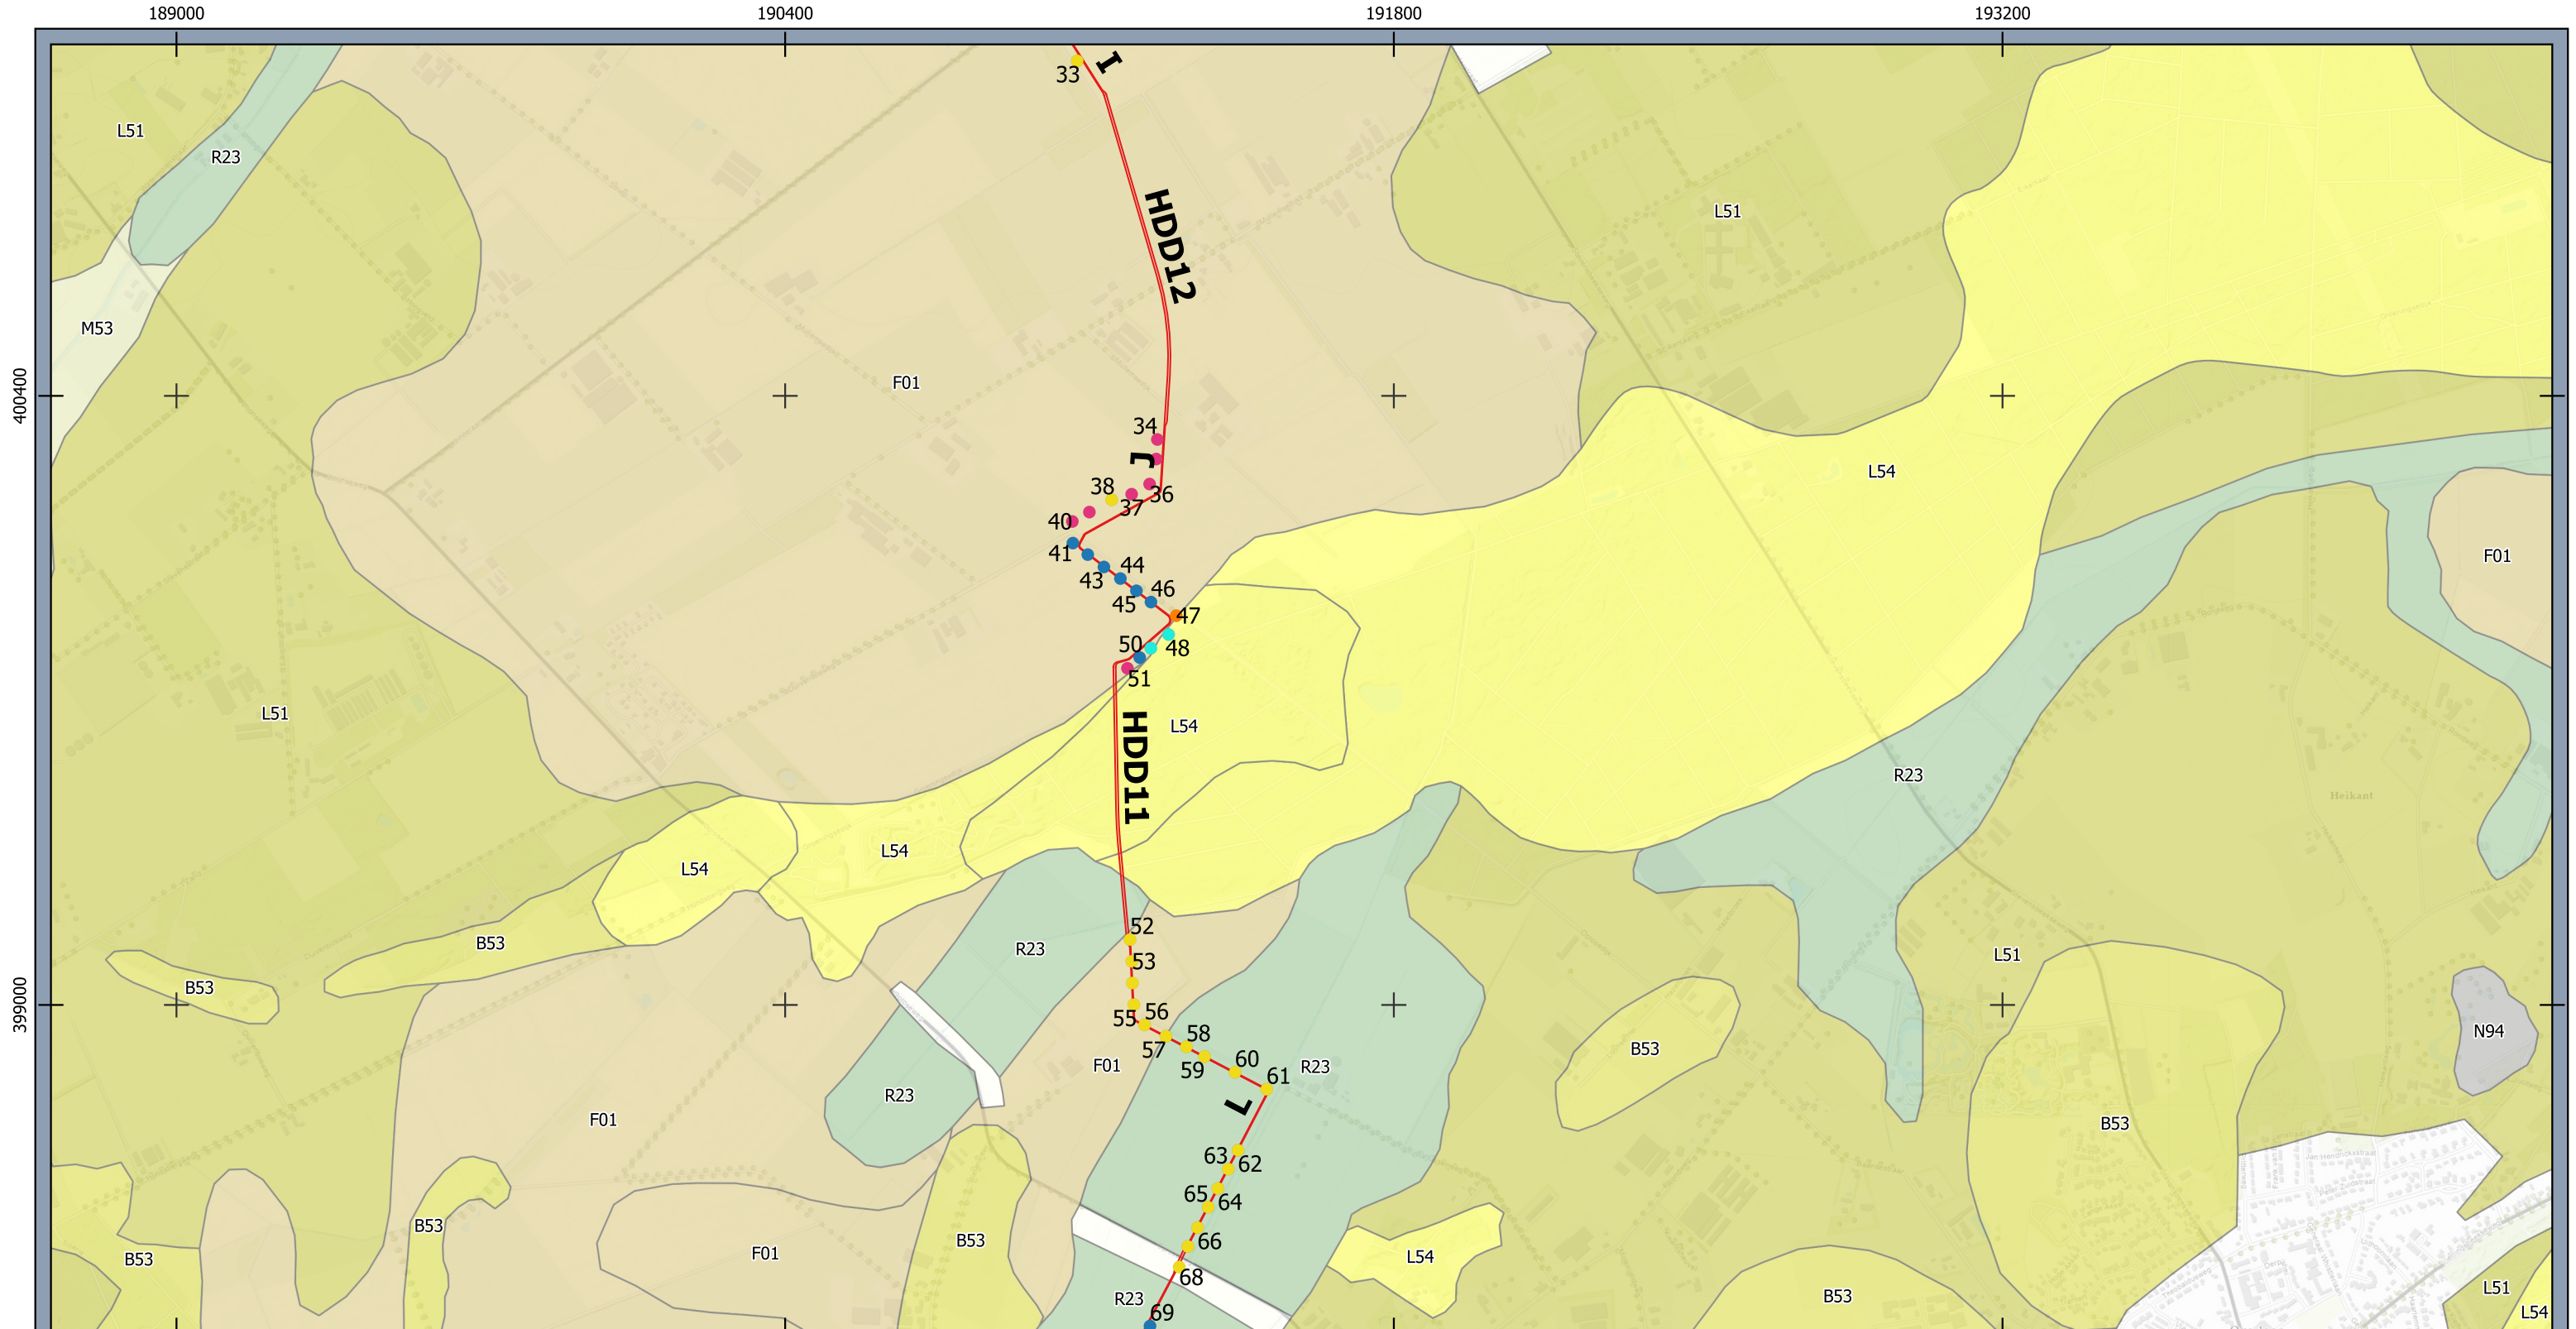 189000 190400 191800 193200
33 I
L51
R23
HDD12
L51
M53
F01
400400
34
L54
J
38 36
37
40
41
F01
44
43
46
45
47
50 48
51
L51
HDD11
L54
R23
Heikant
L54
L54
52
B53
R23
L51
53
B53
399000
55 56
58
57
B53
N94
60
F01
59
R23
61
R23
L
F01
B53
63 62
65 64
B53
B53
66
F01
L54
B53
68
R23
B53
L51
69
L54